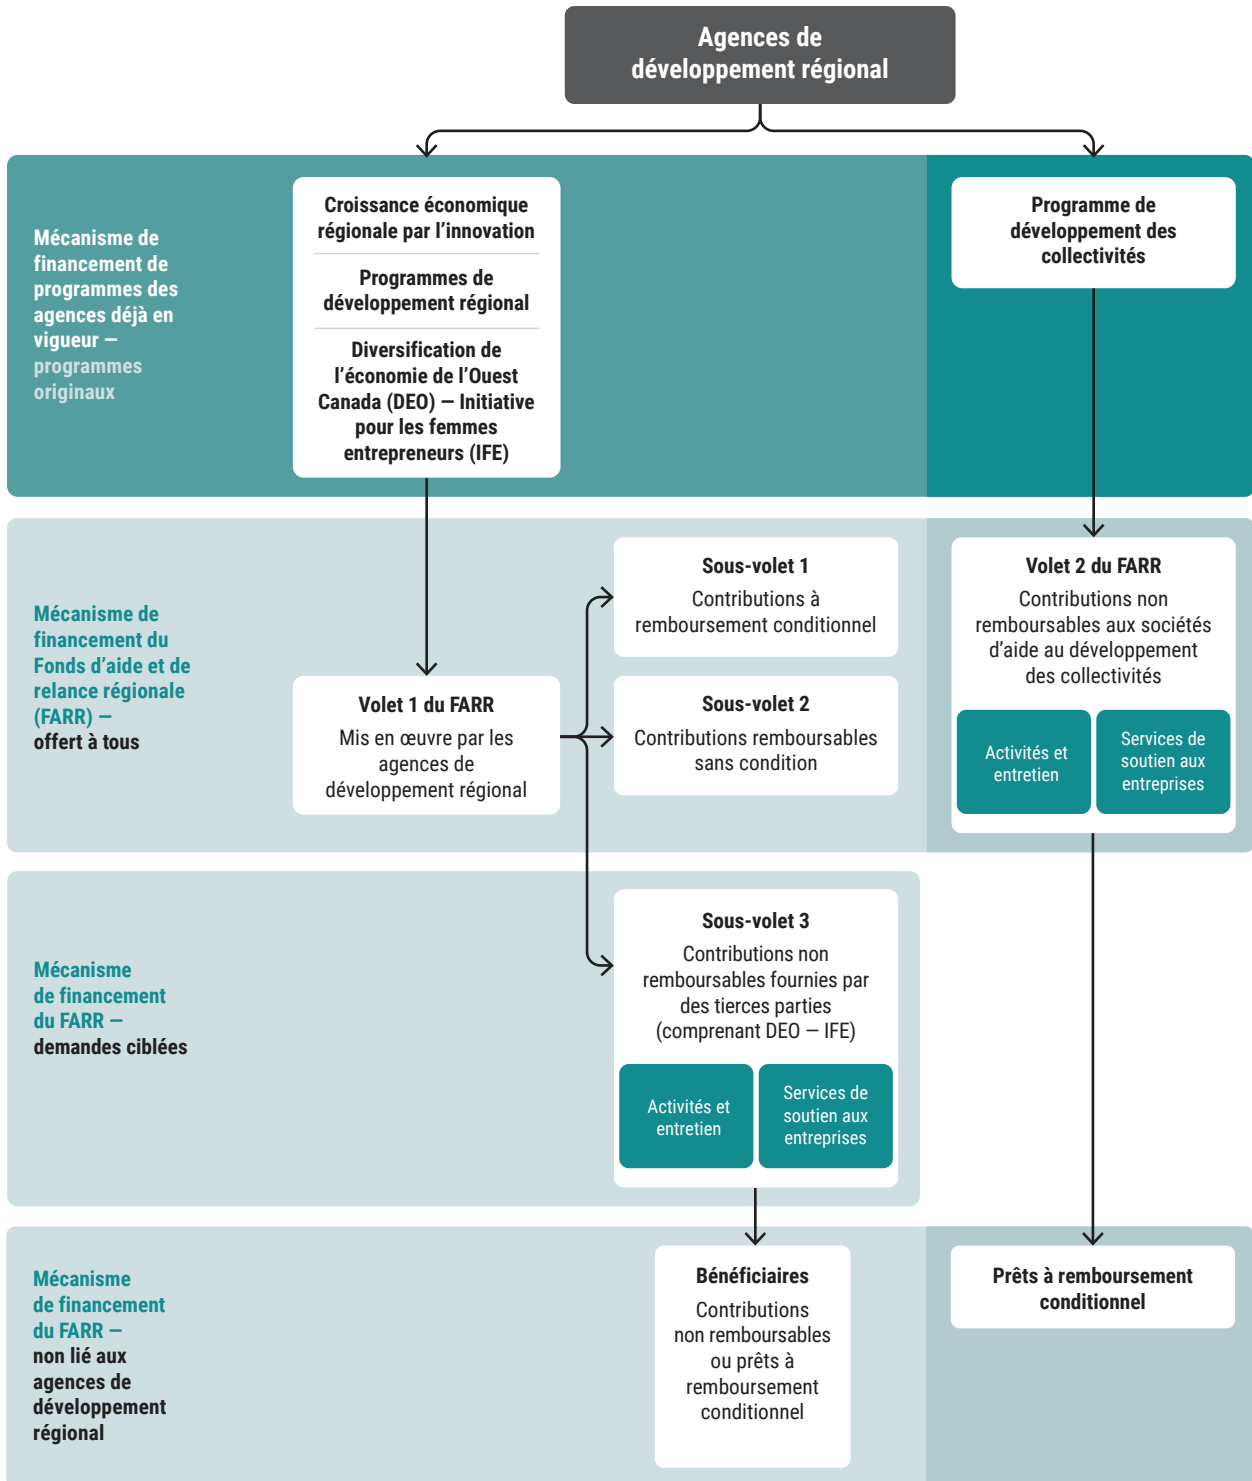 Agences de
développement régional
Mécanisme de
financement de
programmes des
agences déjà en
vigueur —
programmes
originaux
Croissance économique
régionale par l'innovation
Programmes de
développement régional
Diversification de
l'économie de l'Ouest
Canada (DEO) — Initiative
pour les femmes
entrepreneurs (IFE)
Programme de
développement des
collectivités
Mécanisme de
financement du
Fonds d'aide et de
relance régionale
(FARR) —
offert à tous
Volet 1 du FARR
Mis en œuvre par les
agences de
développement régional
Sous-volet 1
Contributions à
remboursement conditionnel
Sous-volet 2
Contributions remboursables
sans condition
Volet 2 du FARR
Contributions non
remboursables aux sociétés
d'aide au développement
des collectivités
Activités et
entretien
Services de
soutien aux
entreprises
Mécanisme
de financement
du FARR —
demandes ciblées
Sous-volet 3
Contributions non
remboursables fournies par
des tierces parties
(comprenant DEO — IFE)
Activités et
entretien
Services de
soutien aux
entreprises
Mécanisme
de financement
du FARR —
non lié aux
agences de
développement
régional
Bénéficiaires
Contributions
non remboursables
ou prêts à
remboursement
conditionnel
Prêts à remboursement
conditionnel